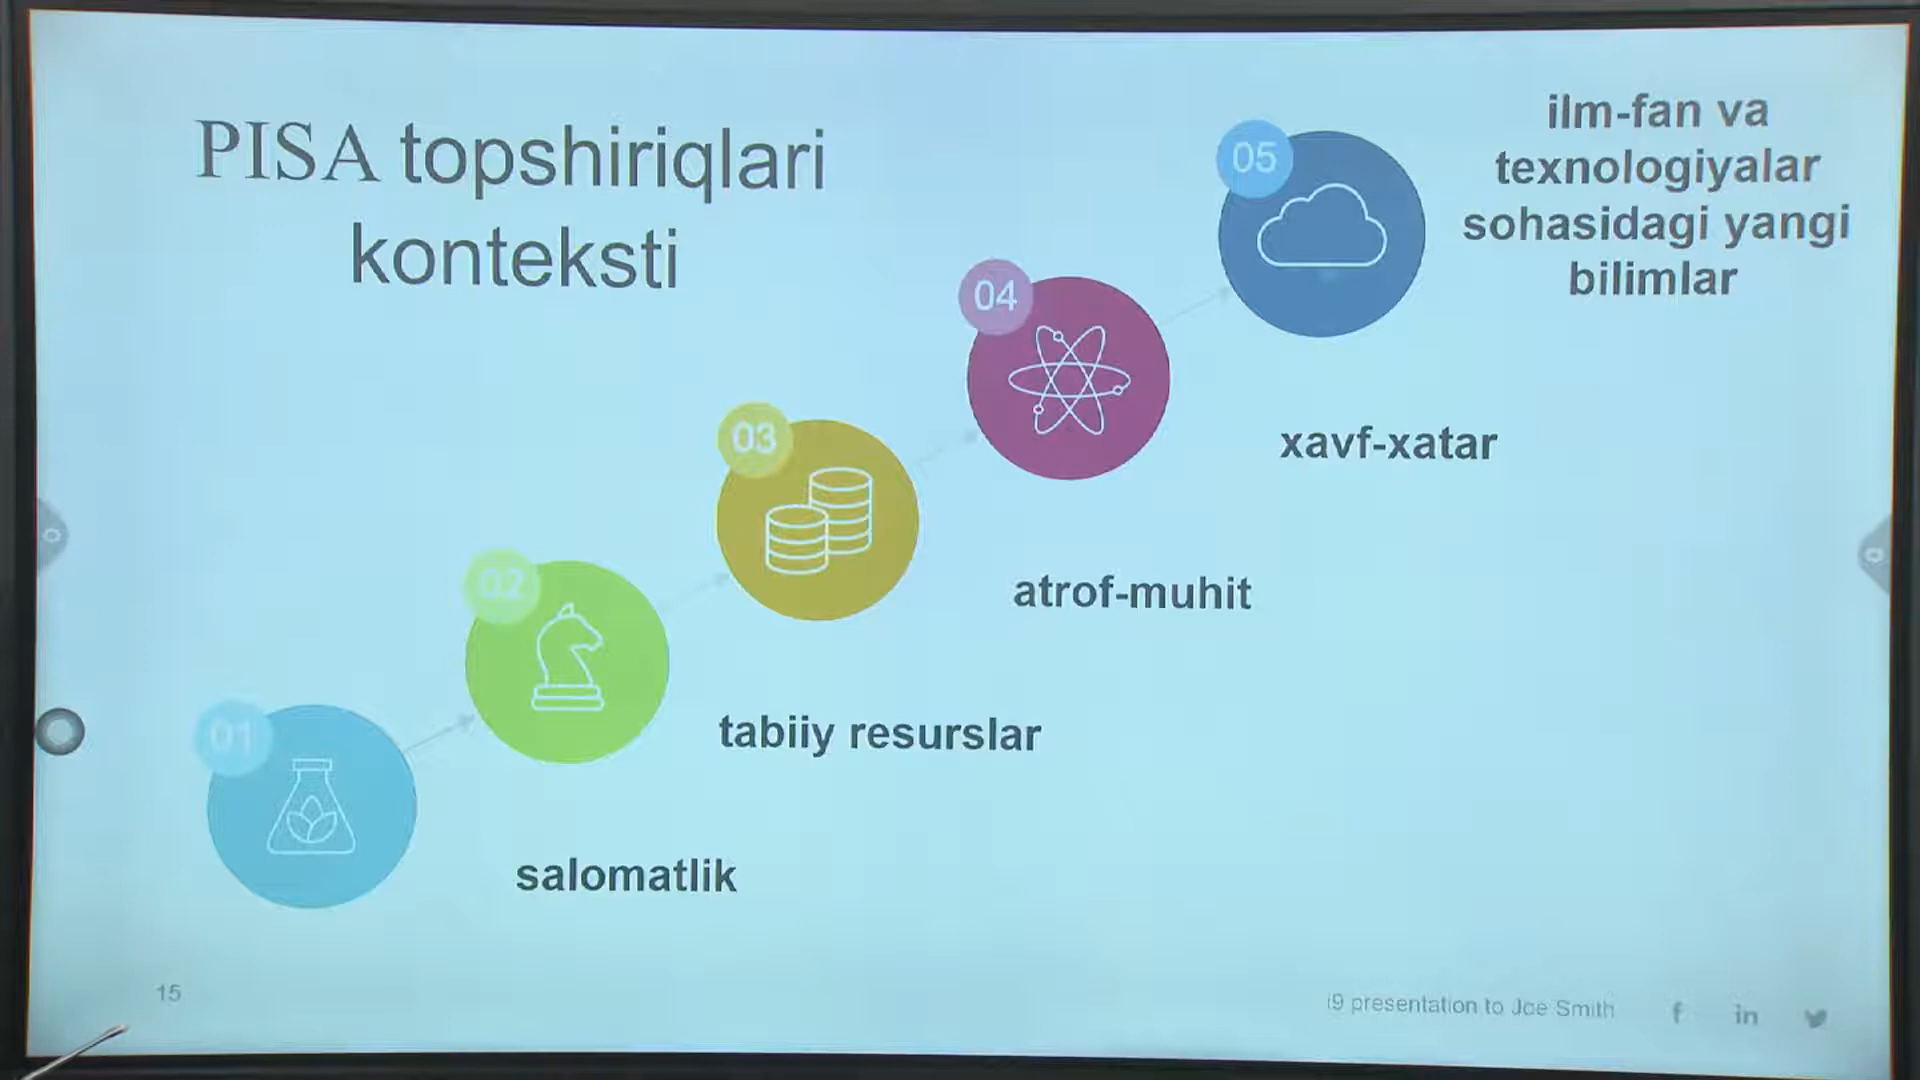 PISA topshiriqlari
konteksti
05
ilm-fan va
texnologiyalar
sohasidagi yangi
bilimlar
04
xavf-xatar
03
atrof-muhit
02
tabiiy resurslar
01
salomatlik
15
i9 presentation to Joe Smith
f
in